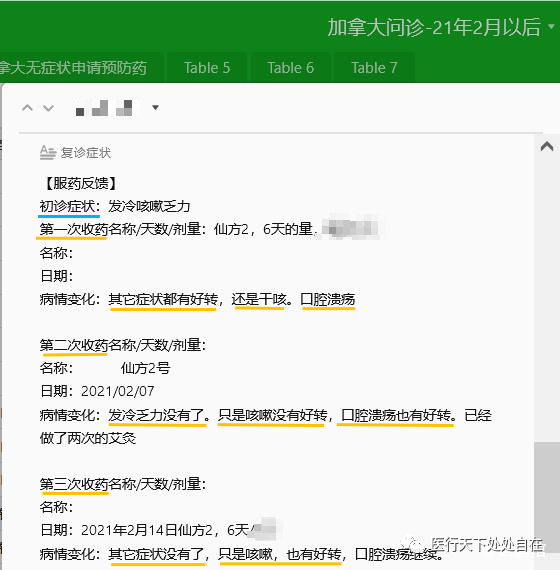 加拿大问诊-21年2月以后
拿大无症状申请预防药 Table 5 Table 6 Table 7
复诊症状
【服药反馈】
初诊症状：发冷咳嗽乏力
第一次收药名称/天数/剂量：仙方2，6天的量
名称：
日期：
病情变化：其它症状都有好转，还是干咳。口腔溃疡
第二次收药名称/天数/剂量：
名称： 仙方2号
日期：2021/02/07
病情变化：发冷乏力没有了。只是咳嗽没有好转，口腔溃疡也有好转。已经
做了两次的艾灸
第三次收药名称/天数/剂量：
名称：
日期：2021年2月14日仙方2，6天
病情变化：其它症状没有了，只是咳嗽，也有好转，口腔溃疡继续。
医行天下处处自在